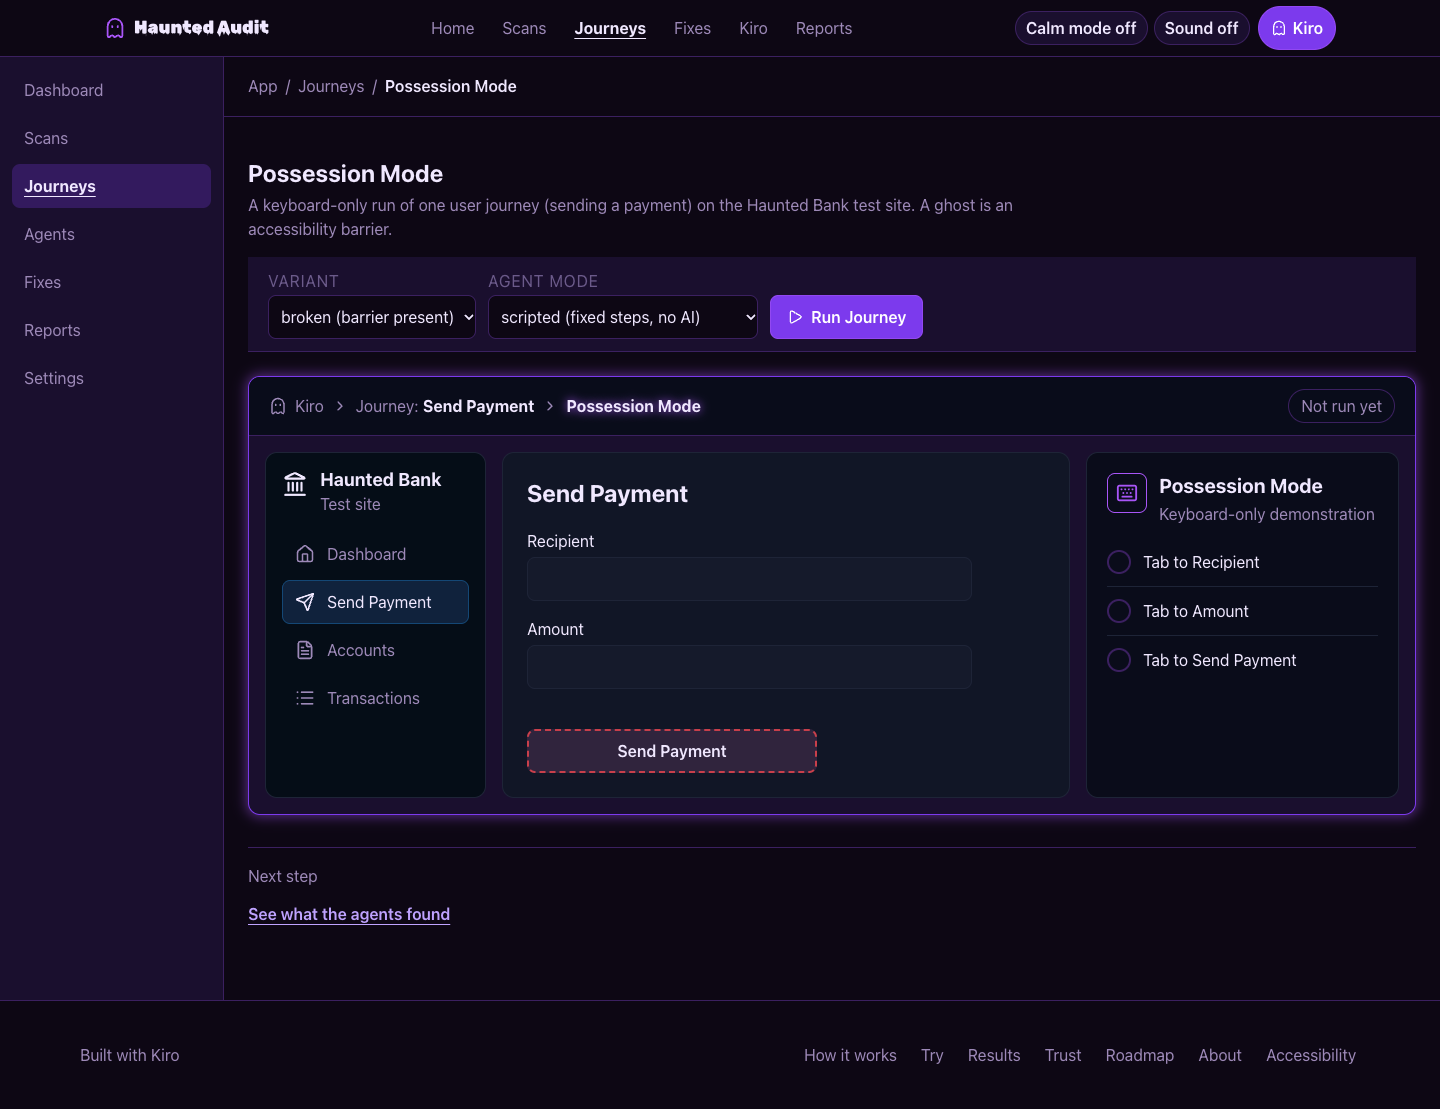 Haunted Audit
Home Scans Journeys Fixes Kiro Reports
Calm mode off Sound off Kiro
Dashboard
Scans
Journeys
Agents
Fixes
Reports
Settings
App / Journeys / Possession Mode
Possession Mode
A keyboard-only run of one user journey (sending a payment) on the Haunted Bank test site. A ghost is an
accessibility barrier.
VARIANT
broken (barrier present)
AGENT MODE
scripted (fixed steps, no AI)
Run Journey
Kiro > Journey: Send Payment > Possession Mode
Not run yet
Haunted Bank
Test site
Dashboard
Send Payment
Accounts
Transactions
Send Payment
Recipient
Amount
Send Payment
Possession Mode
Keyboard-only demonstration
Tab to Recipient
Tab to Amount
Tab to Send Payment
Next step
See what the agents found
Built with Kiro
How it works Try Results Trust Roadmap About Accessibility